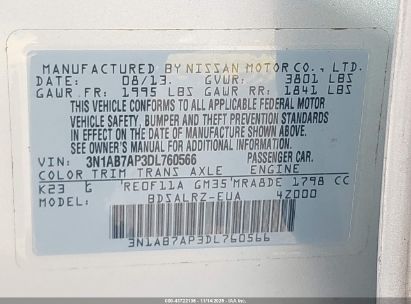 MANUFACTURED BY NISSAN MOTOR CO., LTD.
DATE: 08/13. GVWR: 3801 LBS
GAWR FR: 1995 LBS GAWR RR: 1841 LBS
THIS VEHICLE CONFORMS TO ALL APPLICABLE FEDERAL MOTOR
VEHICLE SAFETY, BUMPER AND THEFT PREVENTION STANDARDS
IN EFFECT ON THE DATE OF MANUFACTURE SHOWN ABOVE.
SEE OWNER'S MANUAL FOR ADDITIONAL INFORMATION
VIN: 3N1AB7AP3DL760566 PASSENGER CAR.
COLOR TRIM TRANS AXLE ENGINE
K23 G RE0F11A GM35 MRA8DE 1798 CC
MODEL: BDSALRZ-EUA 4Z000
3N1AB7AP3DL760566